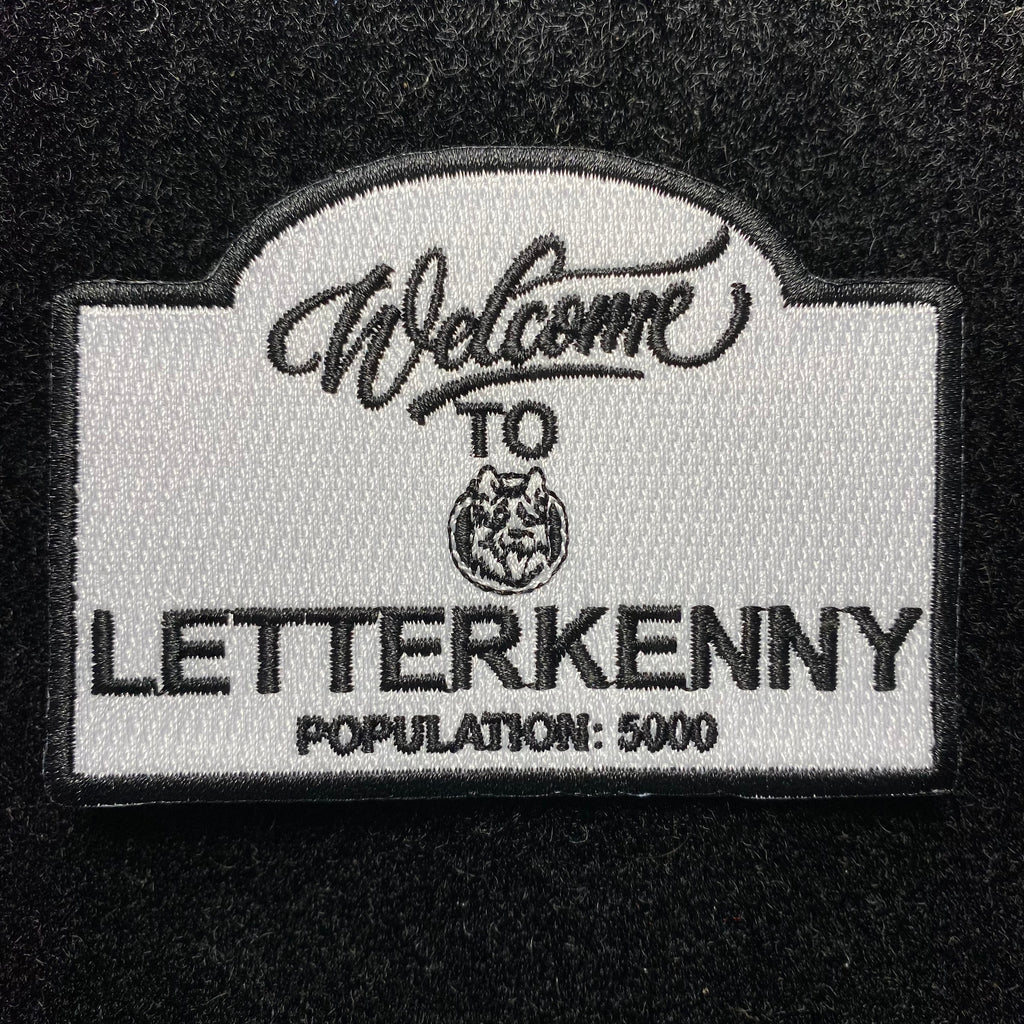 Welcome
TO
LETTERKENNY
POPULATION: 5000